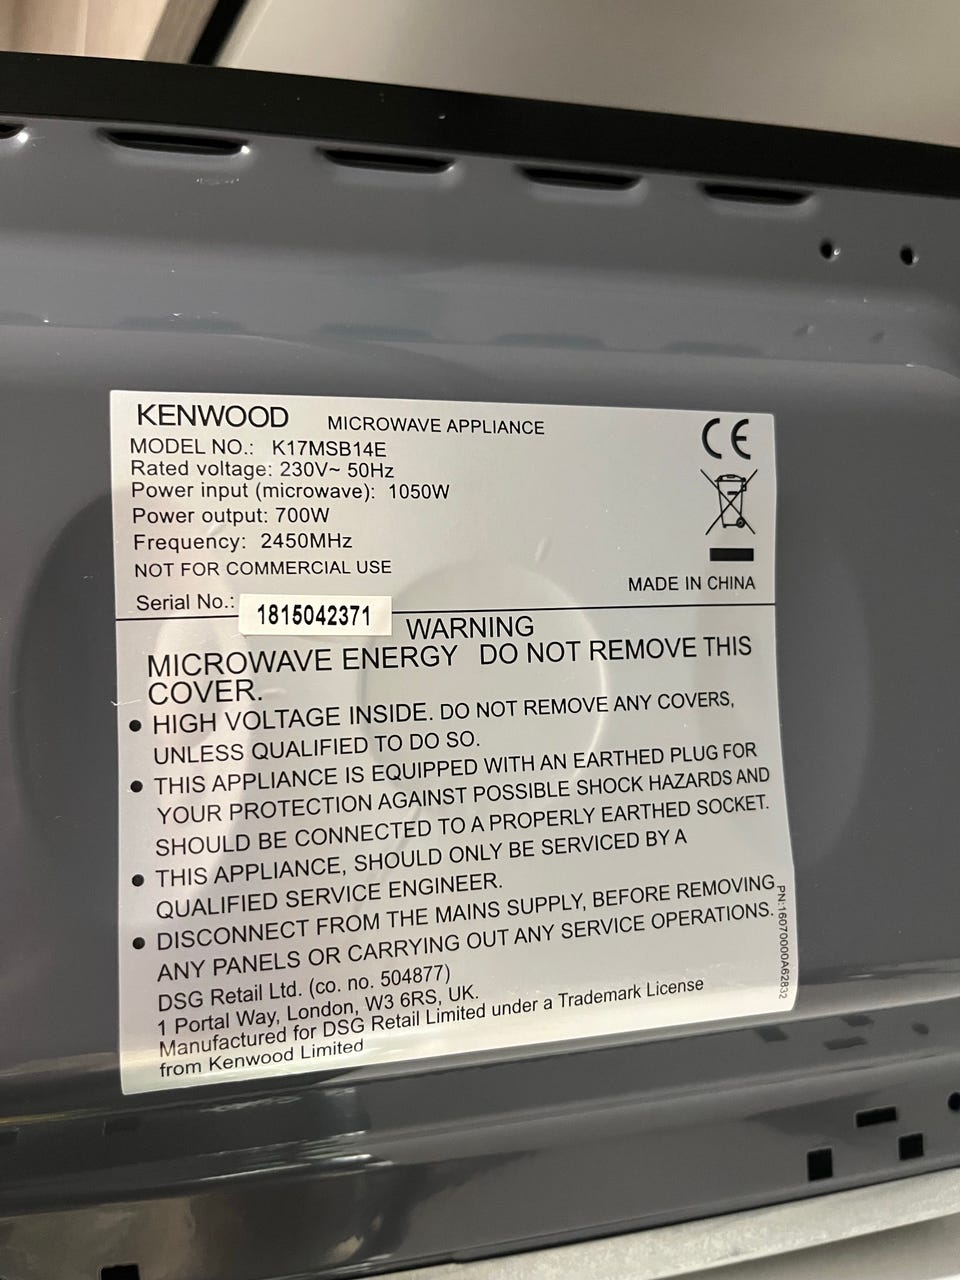 KENWOOD MICROWAVE APPLIANCE
CE
MODEL NO.: K17MSB14E
Rated voltage: 230V~ 50Hz
Power input (microwave): 1050W
Power output: 700W
Frequency: 2450MHz
NOT FOR COMMERCIAL USE
MADE IN CHINA
Serial No.: 1815042371
WARNING
MICROWAVE ENERGY DO NOT REMOVE THIS
COVER.
● HIGH VOLTAGE INSIDE. DO NOT REMOVE ANY COVERS,
UNLESS QUALIFIED TO DO SO.
● THIS APPLIANCE IS EQUIPPED WITH AN EARTHED PLUG FOR
YOUR PROTECTION AGAINST POSSIBLE SHOCK HAZARDS AND
SHOULD BE CONNECTED TO A PROPERLY EARTHED SOCKET.
● THIS APPLIANCE, SHOULD ONLY BE SERVICED BY A
QUALIFIED SERVICE ENGINEER.
● DISCONNECT FROM THE MAINS SUPPLY, BEFORE REMOVING
ANY PANELS OR CARRYING OUT ANY SERVICE OPERATIONS.
DSG Retail Ltd. (co. no. 504877)
1 Portal Way, London, W3 6RS, UK.
Manufactured for DSG Retail Limited under a Trademark License
from Kenwood Limited
PN:16070000A62832